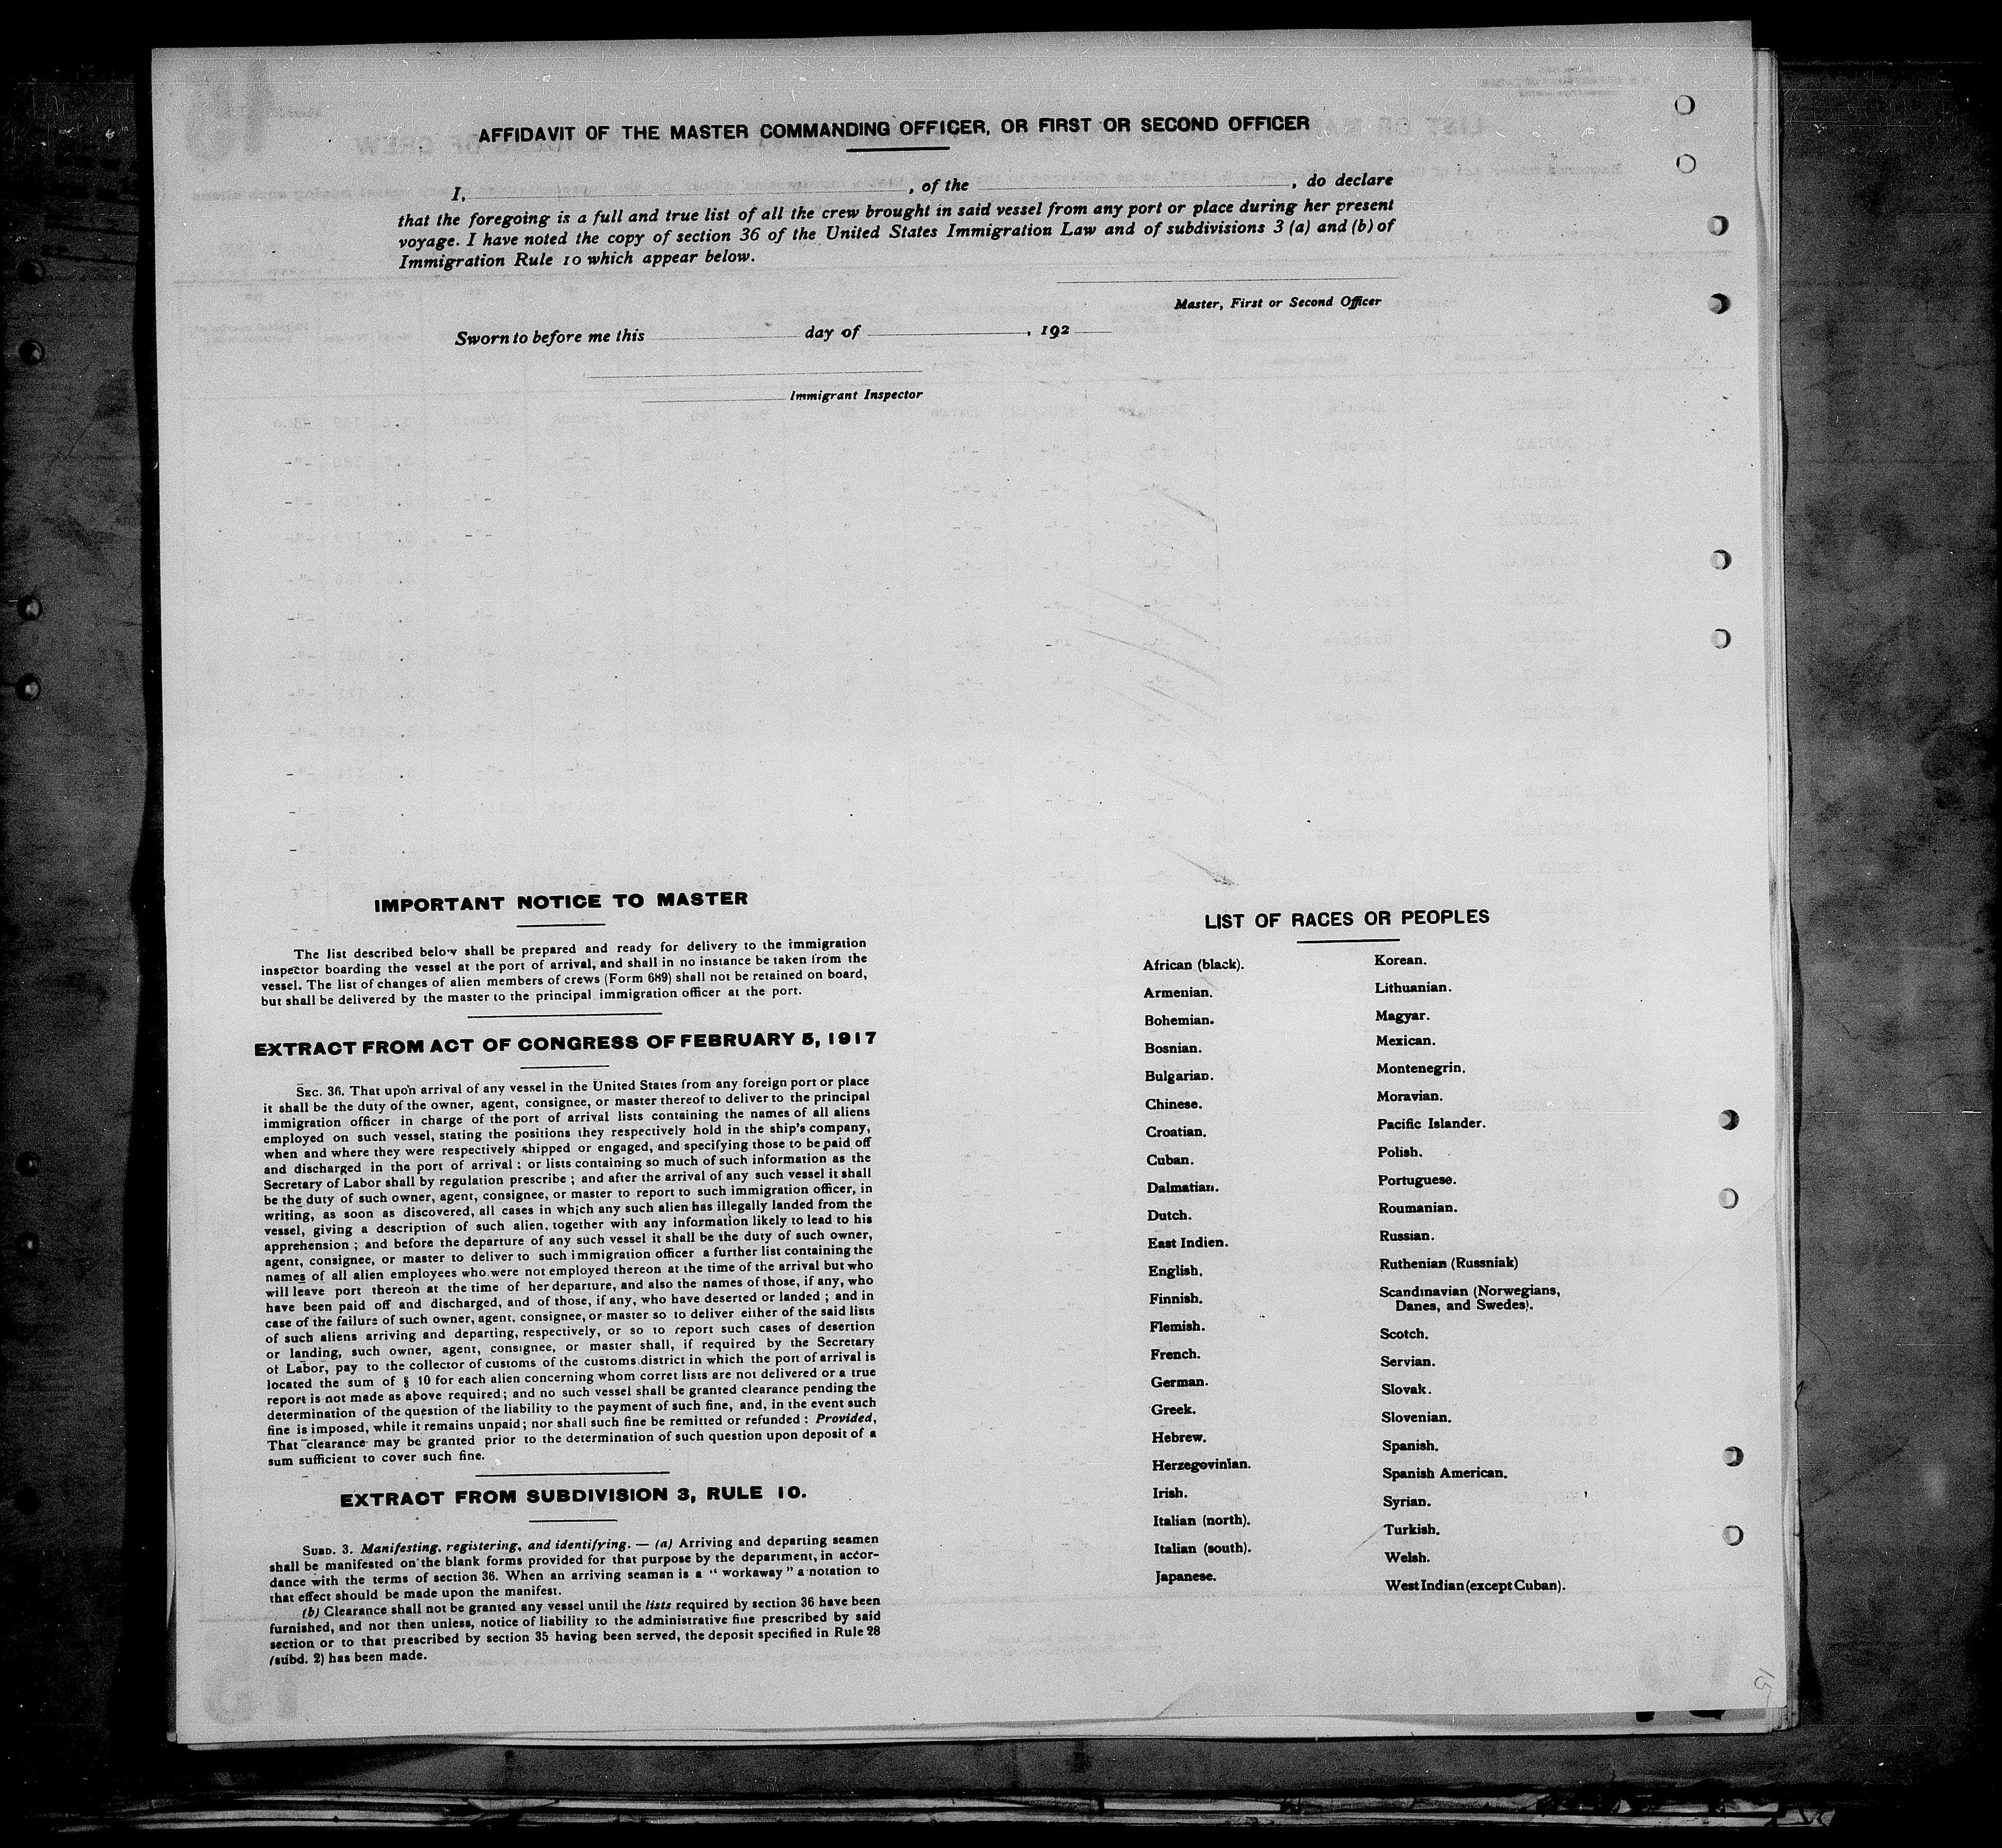 AFFIDAVIT OF THE MASTER COMMANDING OFFICER, OR FIRST OR SECOND OFFICER
I, , of the , do declare
that the foregoing is a full and true list of all the crew brought in said vessel from any port or place during her present
voyage. I have noted the copy of section 36 of the United States Immigration Law and of subdivisions 3 (a) and (b) of
Immigration Rule 10 which appear below.
Master, First or Second Officer
Sworn to before me this day of , 192
Immigrant Inspector
IMPORTANT NOTICE TO MASTER
The list described below shall be prepared and ready for delivery to the immigration
inspector boarding the vessel at the port of arrival, and shall in no instance be taken from the
vessel. The list of changes of alien members of crews (Form 689) shall not be retained on board,
but shall be delivered by the master to the principal immigration officer at the port.
EXTRACT FROM ACT OF CONGRESS OF FEBRUARY 5, 1917
SEC. 36. That upon arrival of any vessel in the United States from any foreign port or place
it shall be the duty of the owner, agent, consignee, or master thereof to deliver to the principal
immigration officer in charge of the port of arrival lists containing the names of all aliens
employed on such vessel, stating the positions they respectively hold in the ship's company,
when and where they were respectively shipped or engaged, and specifying those to be paid off
and discharged in the port of arrival ; or lists containing so much of such information as the
Secretary of Labor shall by regulation prescribe ; and after the arrival of any such vessel it shall
be the duty of such owner, agent, consignee, or master to report to such immigration officer, in
writing, as soon as discovered, all cases in which any such alien has illegally landed from the
vessel, giving a description of such alien, together with any information likely to lead to his
apprehension ; and before the departure of any such vessel it shall be the duty of such owner,
agent, consignee, or master to deliver to such immigration officer a further list containing the
names of all alien employees who were not employed thereon at the time of the arrival but who
will leave port thereon at the time of her departure, and also the names of those, if any, who
have been paid off and discharged, and of those, if any, who have deserted or landed ; and in
case of the failure of such owner, agent, consignee, or master so to deliver either of the said lists
of such aliens arriving and departing, respectively, or so to report such cases of desertion
or landing, such owner, agent, consignee, or master shall, if required by the Secretary
of Labor, pay to the collector of customs of the customs district in which the port of arrival is
located the sum of § 10 for each alien concerning whom corret lists are not delivered or a true
report is not made as above required ; and no such vessel shall be granted clearance pending the
determination of the question of the liability to the payment of such fine, and, in the event such
fine is imposed, while it remains unpaid ; nor shall such fine be remitted or refunded : Provided,
That clearance may be granted prior to the determination of such question upon deposit of a
sum sufficient to cover such fine.
EXTRACT FROM SUBDIVISION 3, RULE 10.
SUBD. 3. Manifesting, registering, and identifying. — (a) Arriving and departing seamen
shall be manifested on the blank forms provided for that purpose by the department, in accor-
dance with the terms of section 36. When an arriving seaman is a " workaway " a notation to
that effect should be made upon the manifest.
(b) Clearance shall not be granted any vessel until the lists required by section 36 have been
furnished, and not then unless, notice of liability to the administrative fine prescribed by said
section or to that prescribed by section 35 having been served, the deposit specified in Rule 28
(subd. 2) has been made.
LIST OF RACES OR PEOPLES
African (black).
Armenian.
Bohemian.
Bosnian.
Bulgarian.
Chinese.
Croatian.
Cuban.
Dalmatian.
Dutch.
East Indien.
English.
Finnish.
Flemish.
French.
German.
Greek.
Hebrew.
Herzegovinian.
Irish.
Italian (north).
Italian (south).
Japanese.
Korean.
Lithuanian.
Magyar.
Mexican.
Montenegrin.
Moravian.
Pacific Islander.
Polish.
Portuguese.
Roumanian.
Russian.
Ruthenian (Russniak)
Scandinavian (Norwegians,
Danes, and Swedes).
Scotch.
Servian.
Slovak.
Slovenian.
Spanish.
Spanish American.
Syrian.
Turkish.
Welsh.
West Indian (except Cuban).
15